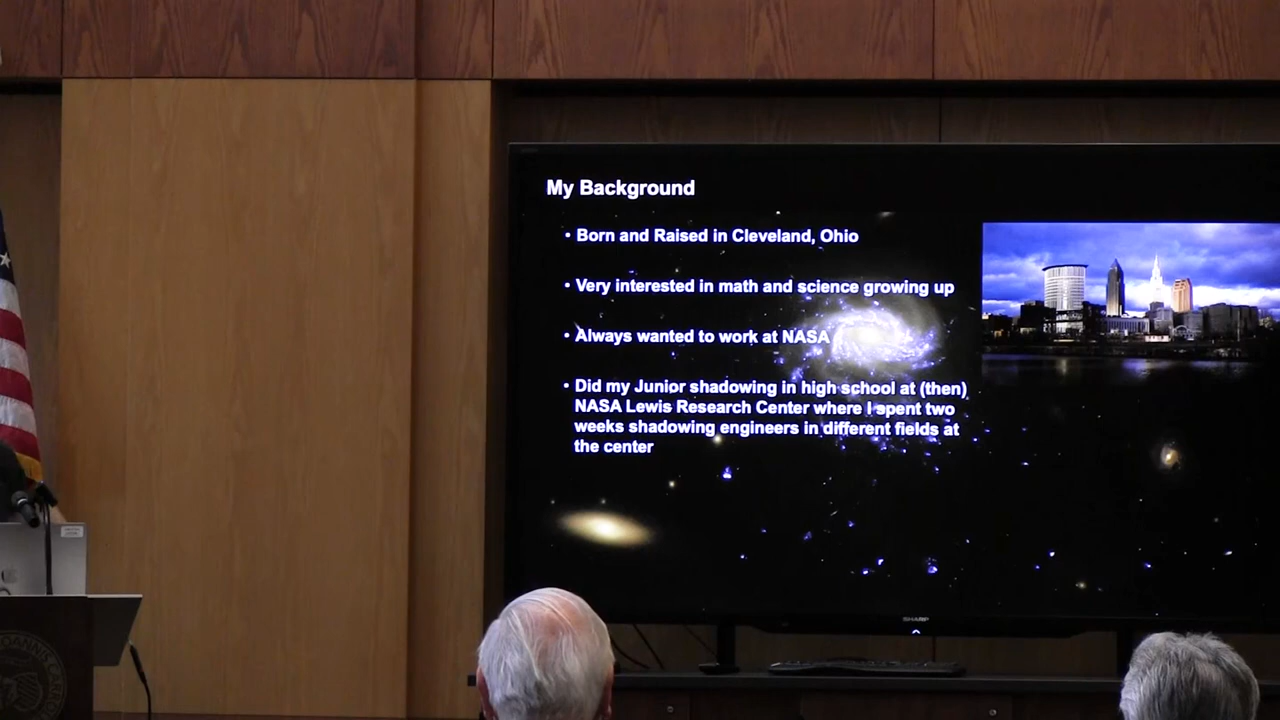 My Background
• Born and Raised in Cleveland, Ohio
• Very interested in math and science growing up
• Always wanted to work at NASA
• Did my Junior shadowing in high school at (then)
NASA Lewis Research Center where I spent two
weeks shadowing engineers in different fields at
the center
SHARP